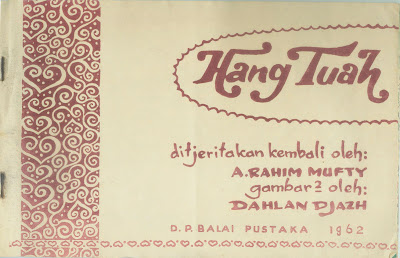 Hang Tuah
ditjeritakan kembali oleh:
A.RAHIM MUFTY
gambar2 oleh:
DAHLAN DJAZH
D.P. BALAI PUSTAKA 1962